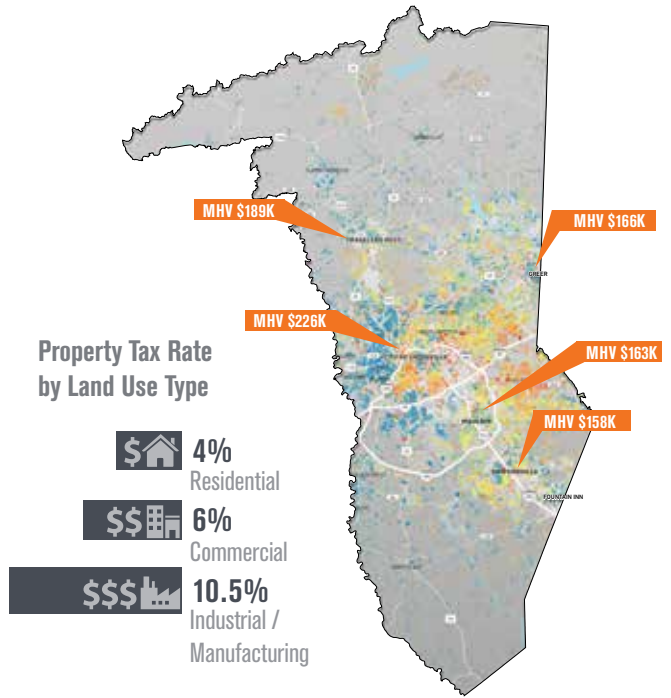 MHV $189K
MHV $166K
GREER
MHV $226K
MHV $163K
MHV $158K
FOUNTAIN INN
Property Tax Rate
by Land Use Type
$
4%
Residential
$$
6%
Commercial
$$$
10.5%
Industrial /
Manufacturing